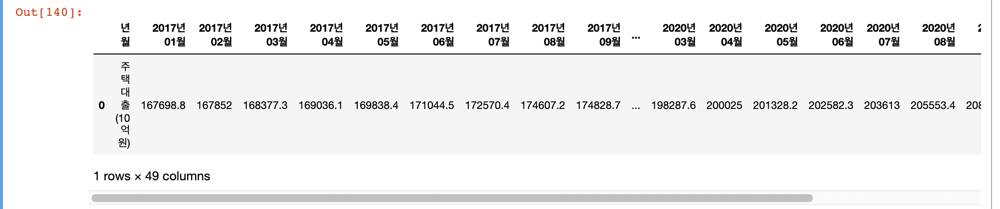 Out[140]:
년 2017년 2017년 2017년 2017년 2017년 2017년 2017년 2017년 2017년 ... 2020년 2020년 2020년 2020년 2020년 2020년
월 01월 02월 03월 04월 05월 06월 07월 08월 09월 03월 04월 05월 06월 07월 08월
주
택
대
0 출 167698.8 167852 168377.3 169036.1 169838.4 171044.5 172570.4 174607.2 174828.7 ... 198287.6 200025 201328.2 202582.3 203613 205553.4
(10
억
원)
1 rows × 49 columns